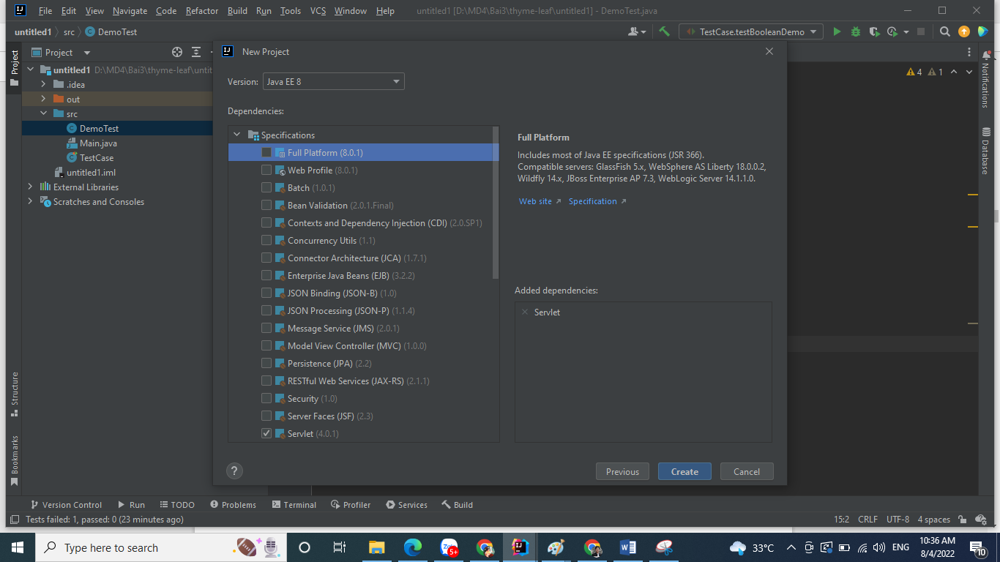 File Edit View Navigate Code Refactor Build Run Tools VCS Window Help untitled1 [D:\MD4\Bai3\thyme-leaf\untitled1] - DemoTest.java
untitled1 src DemoTest TestCase.testBooleanDemo
Project
Project
untitled1 D:\MD4\Bai3\thyme-leaf\untit
.idea
out
src
DemoTest
Main.java
TestCase
untitled1.iml
External Libraries
Scratches and Consoles
Structure
Bookmarks
New Project
Version: Java EE 8
Dependencies:
Specifications
Full Platform (8.0.1)
Web Profile (8.0.1)
Batch (1.0.1)
Bean Validation (2.0.1.Final)
Contexts and Dependency Injection (CDI) (2.0.SP1)
Concurrency Utils (1.1)
Connector Architecture (JCA) (1.7.1)
Enterprise Java Beans (EJB) (3.2.2)
JSON Binding (JSON-B) (1.0)
JSON Processing (JSON-P) (1.1.4)
Message Service (JMS) (2.0.1)
Model View Controller (MVC) (1.0.0)
Persistence (JPA) (2.2)
RESTful Web Services (JAX-RS) (2.1.1)
Security (1.0)
Server Faces (JSF) (2.3)
Servlet (4.0.1)
Full Platform
Includes most of Java EE specifications (JSR 366).
Compatible servers: GlassFish 5.x, WebSphere AS Liberty 18.0.0.2,
Wildfly 14.x, JBoss Enterprise AP 7.3, WebLogic Server 14.1.1.0.
Web site Specification
Added dependencies:
Servlet
? Previous Create Cancel
4 1
Notifications
Database
Version Control Run TODO Problems Terminal Profiler Services Build
Tests failed: 1, passed: 0 (23 minutes ago) 15:2 CRLF UTF-8 4 spaces
Type here to search 5+ 33°C ENG 10:36 AM
8/4/2022 10